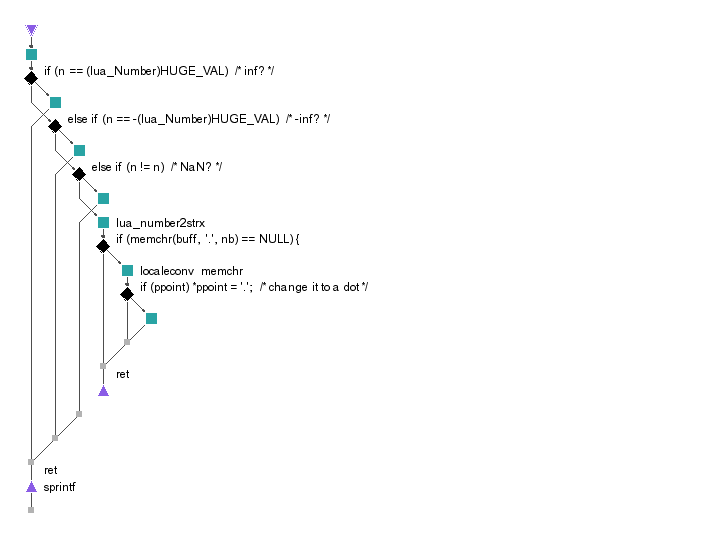 if (n == (lua_Number)HUGE_VAL) /* inf? */
else if (n == -(lua_Number)HUGE_VAL) /* -inf? */
else if (n != n) /* NaN? */
lua_number2strx
if (memchr(buff, '.', nb) == NULL) {
localeconv memchr
if (ppoint) *ppoint = '.'; /* change it to a dot */
ret
ret
sprintf